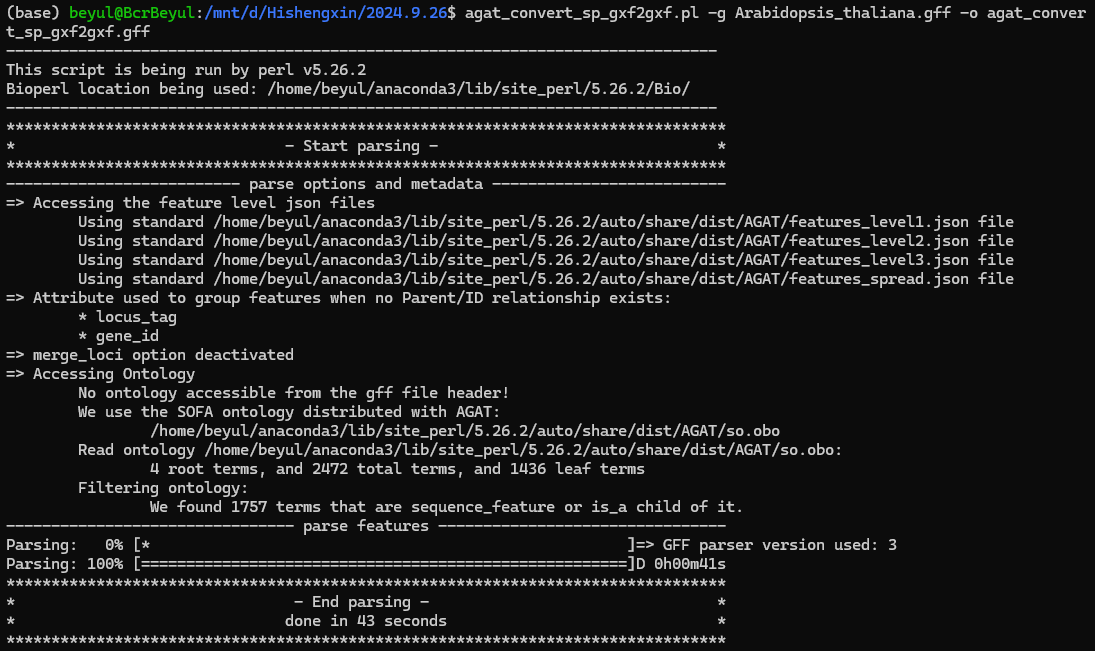 (base) beyul@BcrBeyul:/mnt/d/Hishengxin/2024.9.26$ agat_convert_sp_gxf2gxf.pl -g Arabidopsis_thaliana.gff -o agat_conver
t_sp_gxf2gxf.gff
-------------------------------------------------------------------------------
This script is being run by perl v5.26.2
Bioperl location being used: /home/beyul/anaconda3/lib/site_perl/5.26.2/Bio/
-------------------------------------------------------------------------------
********************************************************************************
*                              - Start parsing -                               *
********************************************************************************
-------------------------- parse options and metadata --------------------------
=> Accessing the feature level json files
        Using standard /home/beyul/anaconda3/lib/site_perl/5.26.2/auto/share/dist/AGAT/features_level1.json file
        Using standard /home/beyul/anaconda3/lib/site_perl/5.26.2/auto/share/dist/AGAT/features_level2.json file
        Using standard /home/beyul/anaconda3/lib/site_perl/5.26.2/auto/share/dist/AGAT/features_level3.json file
        Using standard /home/beyul/anaconda3/lib/site_perl/5.26.2/auto/share/dist/AGAT/features_spread.json file
=> Attribute used to group features when no Parent/ID relationship exists:
        * locus_tag
        * gene_id
=> merge_loci option deactivated
=> Accessing Ontology
        No ontology accessible from the gff file header!
        We use the SOFA ontology distributed with AGAT:
                /home/beyul/anaconda3/lib/site_perl/5.26.2/auto/share/dist/AGAT/so.obo
        Read ontology /home/beyul/anaconda3/lib/site_perl/5.26.2/auto/share/dist/AGAT/so.obo:
                4 root terms, and 2472 total terms, and 1436 leaf terms
        Filtering ontology:
                We found 1757 terms that are sequence_feature or is_a child of it.
-------------------------------- parse features --------------------------------
Parsing:   0% [*                                                     ]=> GFF parser version used: 3
Parsing: 100% [======================================================]D 0h00m41s
********************************************************************************
*                               - End parsing -                                *
*                              done in 43 seconds                              *
********************************************************************************